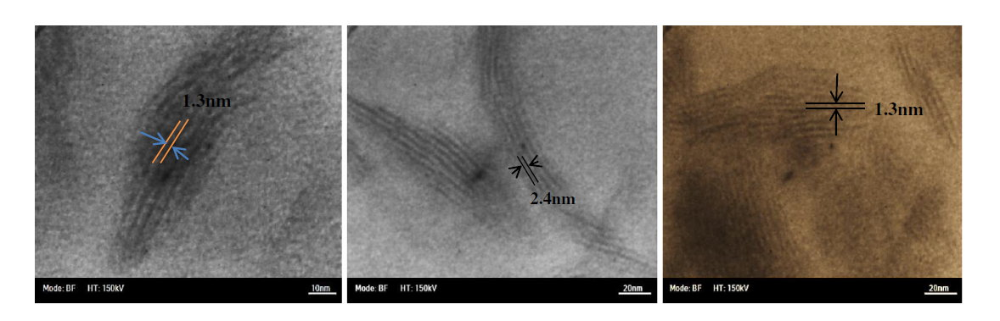 1.3nm
Mode: BF HT: 150kV 10nm
2.4nm
Mode: BF HT: 150kV 20nm
1.3nm
Mode: BF HT: 150kV 20nm